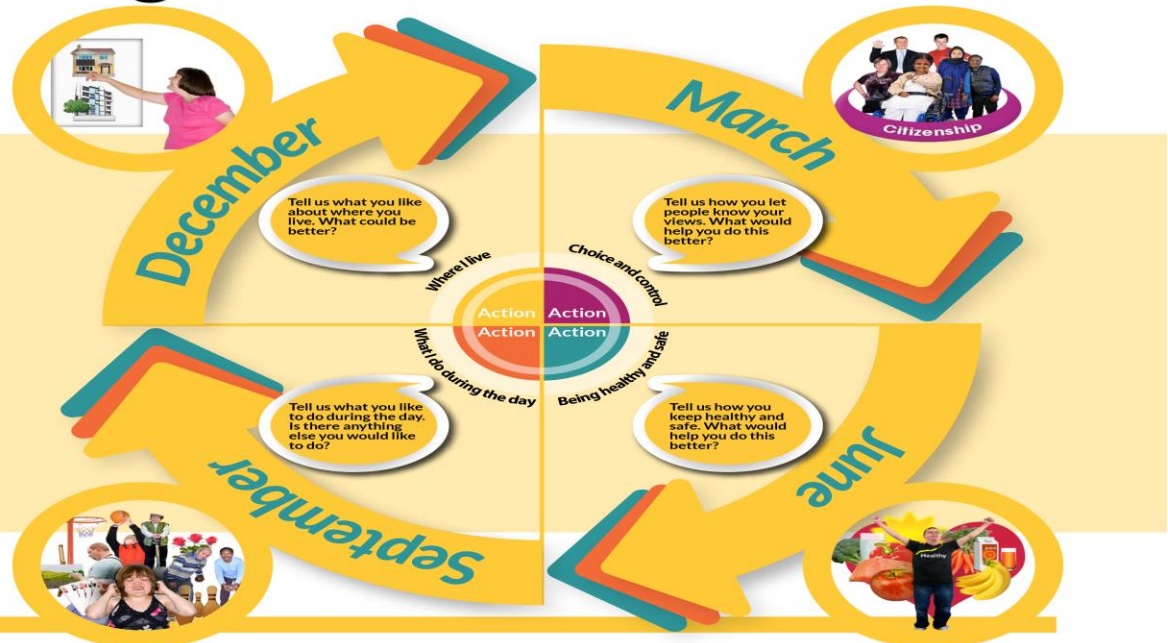 December
March
Citizenship
Tell us what you like
about where you
live. What could be
better?
Tell us how you let
people know your
views. What would
help you do this
better?
Where I live
Choice and control
Action Action
Action Action
What I do during the day
Being healthy and safe
Tell us what you like
to do during the day.
Is there anything
else you would like
to do?
Tell us how you
keep healthy and
safe. What would
help you do this
better?
September
June
Healthy